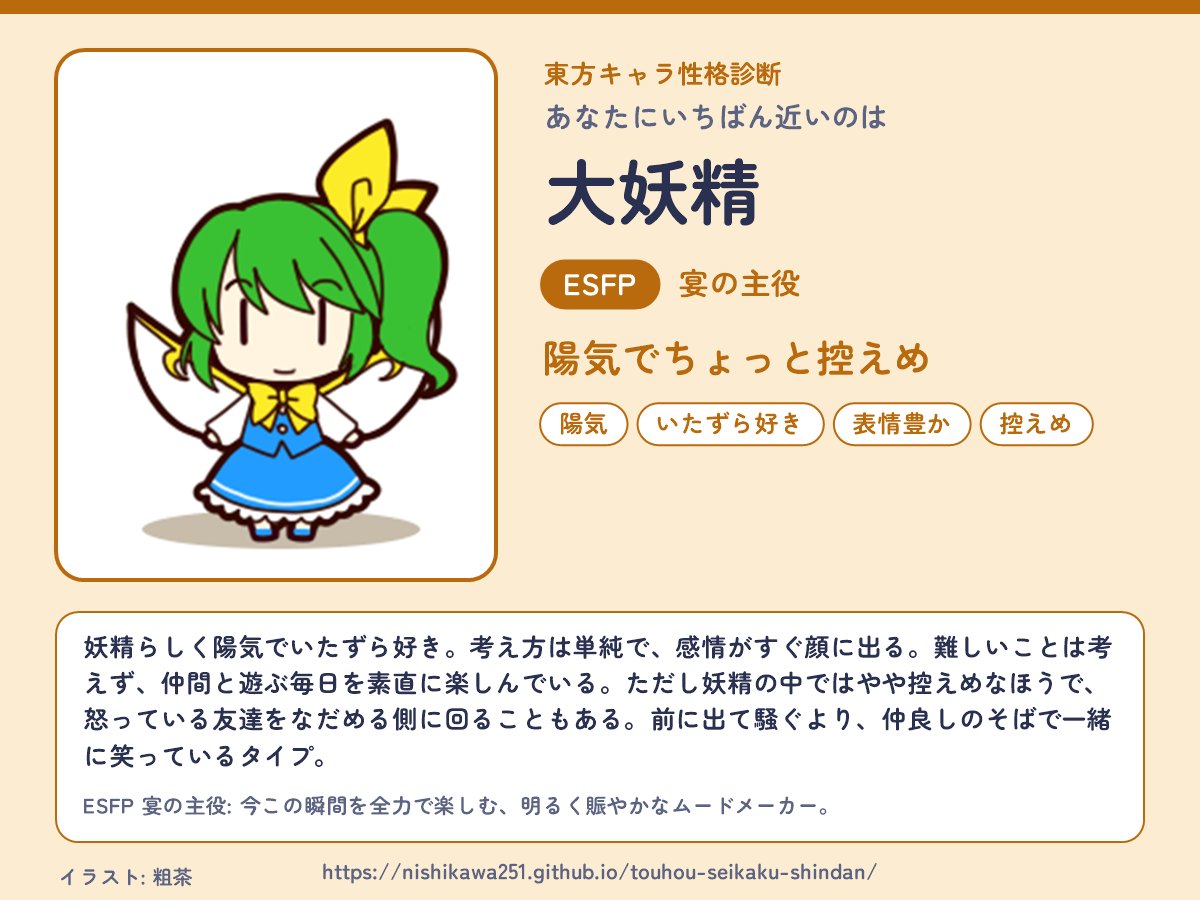 東方キャラ性格診断
あなたにいちばん近いのは
大妖精
ESFP 宴の主役
陽気でちょっと控えめ
陽気 いたずら好き 表情豊か 控えめ
妖精らしく陽気でいたずら好き。考え方は単純で、感情がすぐ顔に出る。難しいことは考
えず、仲間と遊ぶ毎日を素直に楽しんでいる。ただし妖精の中ではやや控えめなほうで、
怒っている友達をなだめる側に回ることもある。前に出て騒ぐより、仲良しのそばで一緒
に笑っているタイプ。
ESFP 宴の主役: 今この瞬間を全力で楽しむ、明るく賑やかなムードメーカー。
イラスト: 粗茶 https://nishikawa251.github.io/touhou-seikaku-shindan/